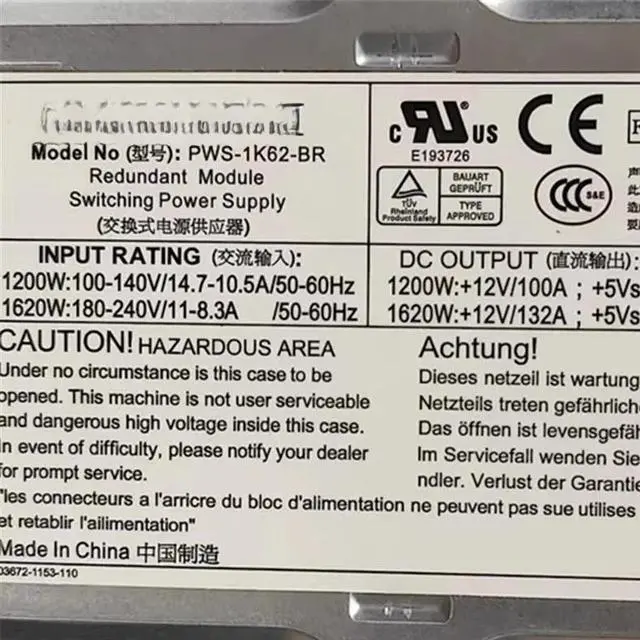 Model No (型号): PWS-1K62-BR
Redundant Module
Switching Power Supply
(交换式电源供应器)
c RU ® US
E193726
CE
TÜV
Rheinland
Product Safety
BAUART
GEPRÜFT
TYPE
APPROVED
CCC S&E
INPUT RATING (交流输入):
1200W:100-140V/14.7-10.5A/50-60Hz
1620W:180-240V/11-8.3A /50-60Hz
DC OUTPUT (直流输出):
1200W:+12V/100A ; +5Vs
1620W:+12V/132A ; +5Vs
CAUTION! HAZARDOUS AREA
Under no circumstance is this case to be
opened. This machine is not user serviceable
and dangerous high voltage inside this case.
In event of difficulty, please notify your dealer
for prompt service.
Achtung!
Dieses netzeil ist wartung
Netzteils treten gefährliche
Das öffnen ist levensgefäh
Im Servicefall wenden Sie
ndler. Verlust der Garantie
"les connecteurs a l'arricre du bloc d'alimentation ne peuvent pas sue utilises
et retablir l'ailimentation"
Made In China 中国制造
03672-1153-110